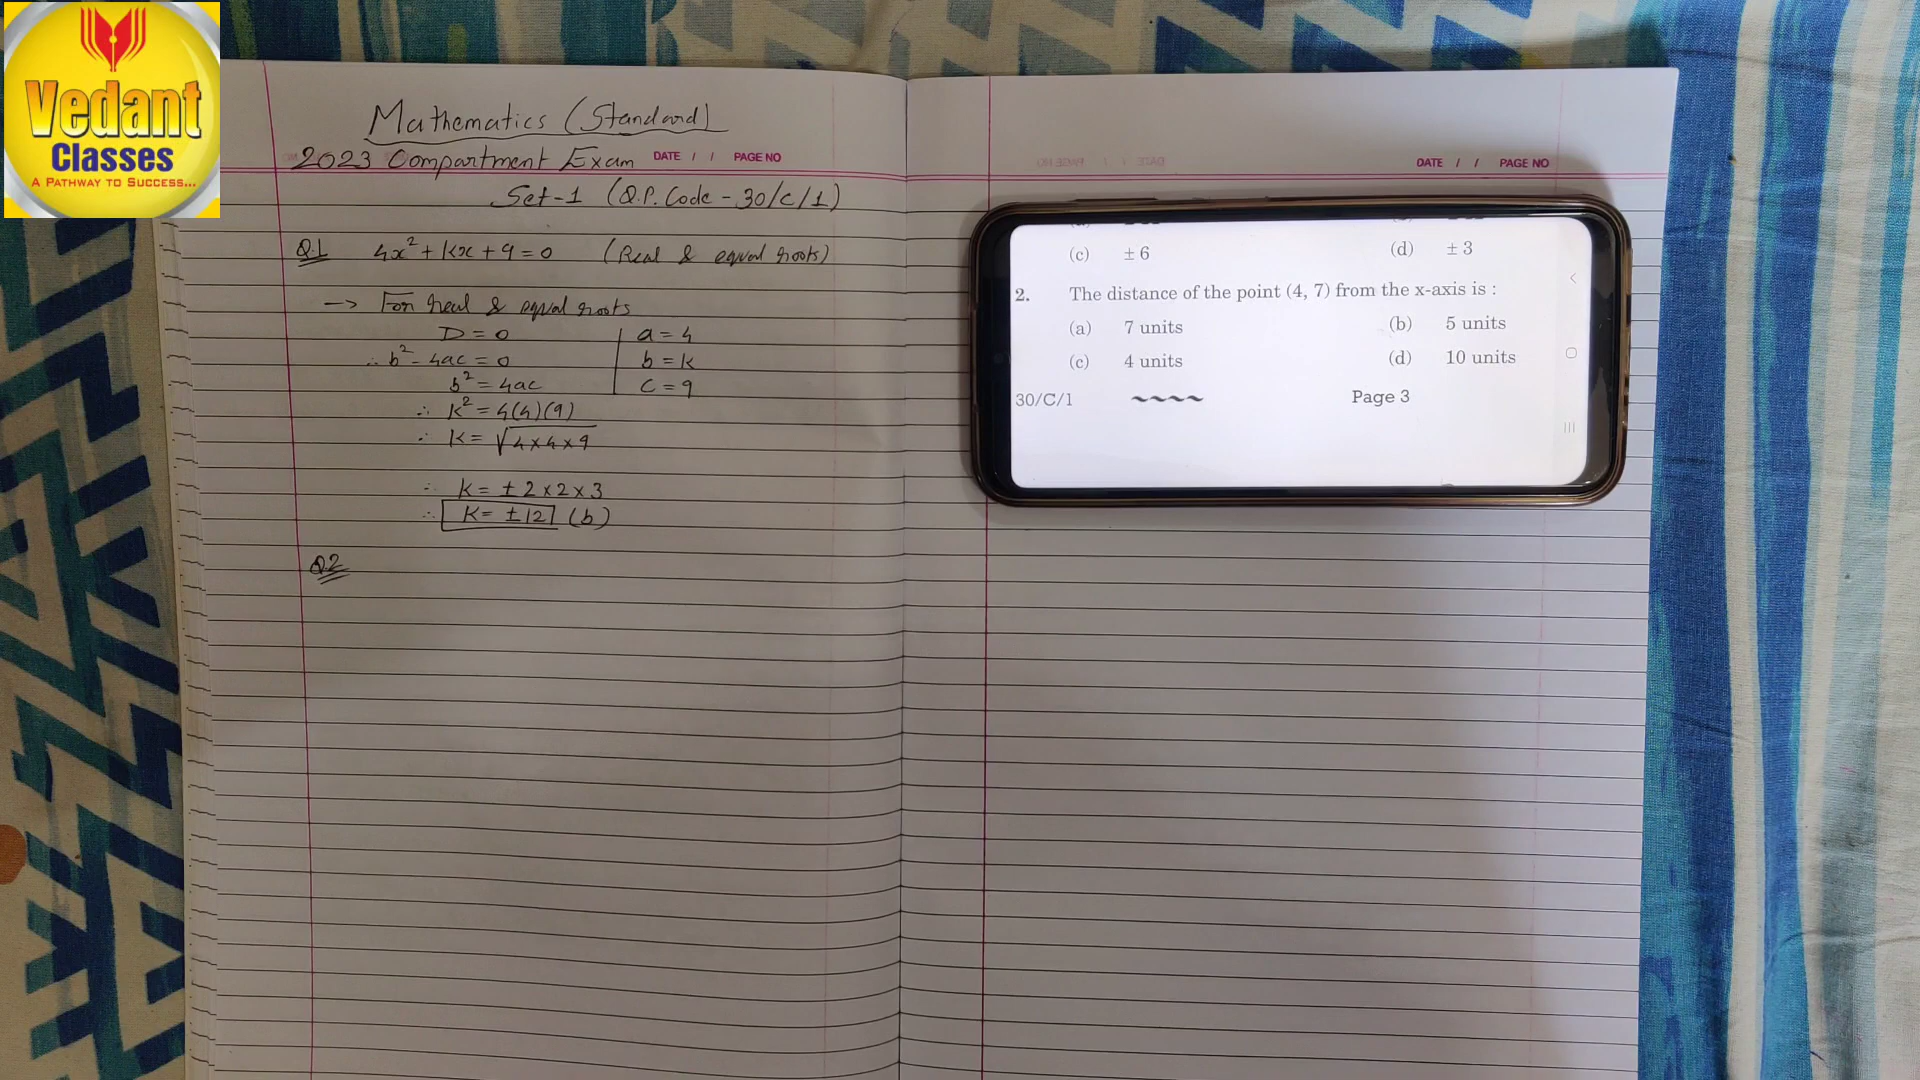 Vedant
Classes
A PATHWAY TO SUCCESS...
Mathematics (Standard)
2023 Compartment Exam
DATE / / PAGE NO
Set-1 (Q.P. Code - 30/C/1)
Q.1 4x² + kx + 9 = 0 (Real & equal roots)
→ For real & equal roots
D = 0
a = 4
∴ b² - 4ac = 0
b = k
b² = 4ac
c = 9
∴ k² = 4(4)(9)
∴ k = √4×4×9
∴ k = ± 2×2×3
∴ k = ±12 (b)
Q.2
DATE / / PAGE NO
(c) ± 6 (d) ± 3
2. The distance of the point (4, 7) from the x-axis is :
(a) 7 units (b) 5 units
(c) 4 units (d) 10 units
30/C/1 Page 3